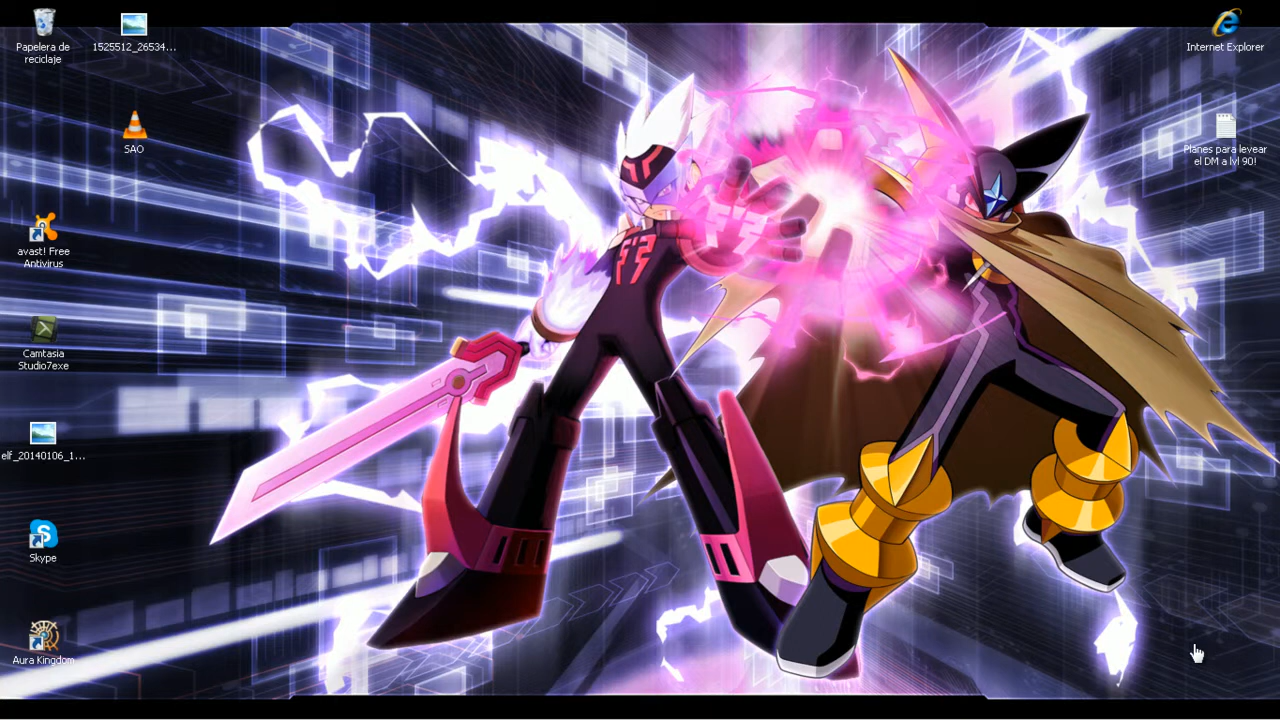 Papelera de
reciclaje
1525512_26534...
SAO
avast! Free
Antivirus
Camtasia
Studio7exe
elf_20140106_1...
Skype
Aura Kingdom
Internet Explorer
Planes para levear
el DM a lvl 90!